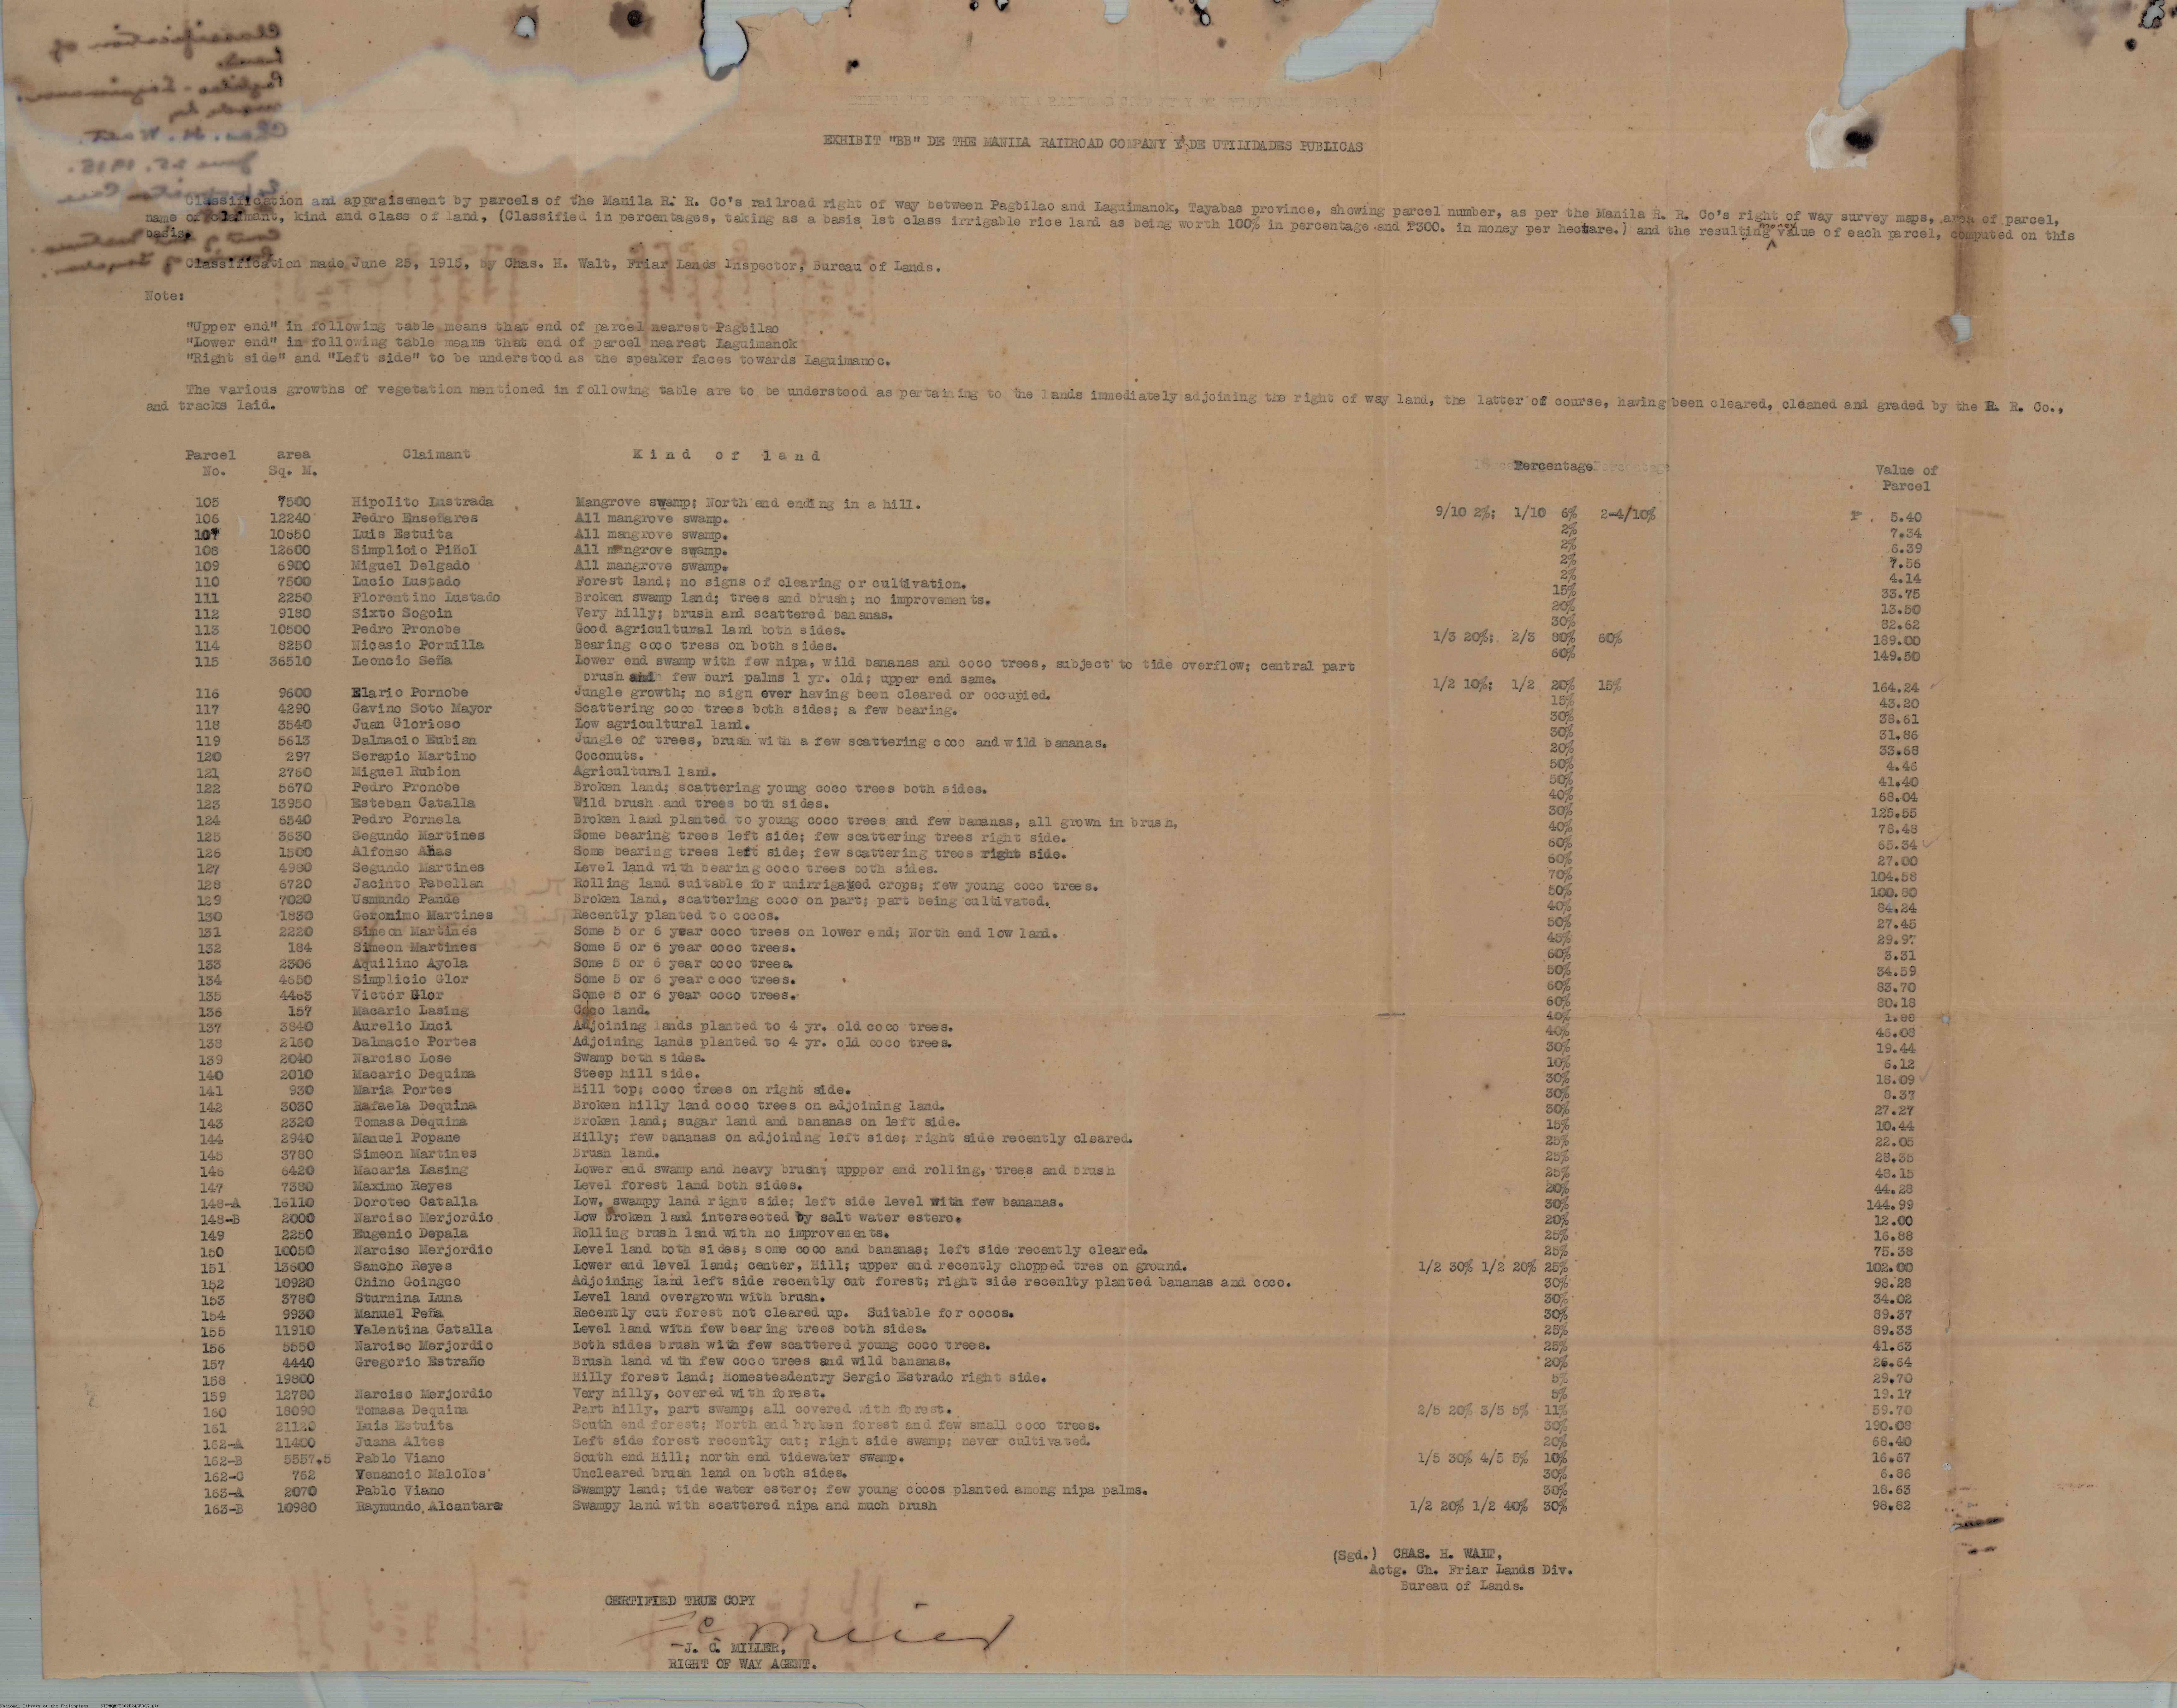 EXHIBIT "BB" DE THE MANILA RAILROAD COMPANY Y DE UTILIDADES PUBLICAS
Classification and appraisement by parcels of the Manila R. R. Co's railroad right of way between Pagbilao and Laguimanok, Tayabas province, showing parcel number, as per the Manila R. R. Co's right of way survey maps, area of parcel,
name of claimant, kind and class of land, (Classified in percentages, taking as a basis 1st class irrigable rice land as being worth 100% in percentage and ₱300. in money per hectare.) and the resulting money value of each parcel, computed on this
basis.
Classification made June 25, 1915, by Chas. H. Walt, Friar Lands Inspector, Bureau of Lands.
Note:
"Upper end" in following table means that end of parcel nearest Pagbilao
"Lower end" in following table means that end of parcel nearest Laguimanok
"Right side" and "Left side" to be understood as the speaker faces towards Laguimanoc.
The various growths of vegetation mentioned in following table are to be understood as pertaining to the lands immediately adjoining the right of way land, the latter of course, having been cleared, cleaned and graded by the R. R. Co.,
and tracks laid.
Parcel area Claimant Kind of land Percentage Value of
No. Sq. M. Parcel
105 7500 Hipolito Lustrada Mangrove swamp; North end ending in a hill. 9/10 2%; 1/10 6% 2-4/10% ₱. 5.40
106 12240 Pedro Enseñares All mangrove swamp. 2% 7.34
107 10650 Luis Estuita All mangrove swamp. 2% 6.39
108 12600 Simplicio Piñol All mangrove swamp. 2% 7.56
109 6900 Miguel Delgado All mangrove swamp. 2% 4.14
110 7500 Lucio Lustado Forest land; no signs of clearing or cultivation. 15% 33.75
111 2250 Florentino Lustado Broken swamp land; trees and brush; no improvements. 20% 13.50
112 9180 Sixto Sogoin Very hilly; brush and scattered bananas. 30% 82.62
113 10500 Pedro Pronobe Good agricultural land both sides. 1/3 20%; 2/3 80% 60% 189.00
114 8250 Nicasio Pornilla Bearing coco tress on both sides. 60% 149.50
115 36510 Leoncio Seña Lower end swamp with few nipa, wild bananas and coco trees, subject to tide overflow; central part
brush and few buri palms 1 yr. old; upper end same. 1/2 10%; 1/2 20% 15% 164.24
116 9600 Elario Pornobe Jungle growth; no sign ever having been cleared or occupied. 15% 43.20
117 4290 Gavino Soto Mayor Scattering coco trees both sides; a few bearing. 30% 38.61
118 3540 Juan Glorioso Low agricultural land. 30% 31.86
119 5613 Dalmacio Eubian Jungle of trees, brush with a few scattering coco and wild bananas. 20% 33.68
120 297 Serapio Martino Coconuts. 50% 4.46
121 2760 Miguel Rubion Agricultural land. 50% 41.40
122 5670 Pedro Pronobe Broken land; scattering young coco trees both sides. 40% 68.04
123 13950 Esteban Catalla Wild brush and trees both sides. 30% 125.55
124 6540 Pedro Pornela Broken land planted to young coco trees and few bananas, all grown in brush, 40% 78.48
125 3630 Segundo Martines Some bearing trees left side; few scattering trees right side. 60% 65.34
126 1500 Alfonso Ahas Some bearing trees left side; few scattering trees right side. 60% 27.00
127 4980 Segundo Martines Level land with bearing coco trees both sides. 70% 104.58
128 6720 Jacinto Pabellan Rolling land suitable for unirrigated crops; few young coco trees. 50% 100.80
129 7020 Usmundo Pande Broken land, scattering coco on part; part being cultivated. 40% 84.24
130 1830 Geronimo Martines Recently planted to cocos. 50% 27.45
131 2220 Simeon Martines Some 5 or 6 year coco trees on lower end; North end low land. 45% 29.97
132 184 Simeon Martines Some 5 or 6 year coco trees. 60% 3.31
133 2306 Aquilino Ayola Some 5 or 6 year coco trees. 50% 34.59
134 4650 Simplicio Glor Some 5 or 6 year coco trees. 60% 83.70
135 4463 Victor Glor Some 5 or 6 year coco trees. 60% 80.18
136 157 Macario Lasing Coco land. 40% 1.88
137 3840 Aurelio Luci Adjoining lands planted to 4 yr. old coco trees. 40% 46.08
138 2160 Dalmacio Portes Adjoining lands planted to 4 yr. old coco trees. 30% 19.44
139 2040 Narciso Lose Swamp both sides. 10% 6.12
140 2010 Macario Dequina Steep hill side. 30% 18.09
141 930 Maria Portes Hill top; coco trees on right side. 30% 8.37
142 3030 Rafaela Dequina Broken hilly land coco trees on adjoining land. 30% 27.27
143 2320 Tomasa Dequina Broken land; sugar land and bananas on left side. 15% 10.44
144 2940 Manuel Popane Hilly; few bananas on adjoining left side; right side recently cleared. 25% 22.05
145 3780 Simeon Martines Brush land. 25% 28.35
146 6420 Macaria Lasing Lower end swamp and heavy brush; uppper end rolling, trees and brush 25% 48.15
147 7380 Maximo Reyes Level forest land both sides. 20% 44.28
148-A 16110 Doroteo Catalla Low, swampy land right side; left side level with few bananas. 30% 144.99
148-B 2000 Narciso Merjordio Low broken land intersected by salt water estero. 20% 12.00
149 2250 Eugenio Depala Rolling brush land with no improvements. 25% 16.88
150 10050 Narciso Merjordio Level land both sides; some coco and bananas; left side recently cleared. 25% 75.38
151 13600 Sancho Reyes Lower end level land; center, Hill; upper end recently chopped tres on ground. 1/2 30% 1/2 20% 25% 102.00
152 10920 Chino Goingco Adjoining land left side recently cut forest; right side recenlty planted bananas and coco. 30% 98.28
153 3780 Sturnina Luna Level land overgrown with brush. 30% 34.02
154 9930 Manuel Peña Recently cut forest not cleared up. Suitable for cocos. 30% 89.37
155 11910 Valentina Catalla Level land with few bearing trees both sides. 25% 89.33
156 5550 Narciso Merjordio Both sides brush with few scattered young coco trees. 25% 41.63
157 4440 Gregorio Estraño Brush land with few coco trees and wild bananas. 20% 26.64
158 19800 Hilly forest land; Homesteadentry Sergio Estrado right side. 5% 29.70
159 12780 Narciso Merjordio Very hilly, covered with forest. 5% 19.17
160 18090 Tomasa Dequina Part hilly, part swamp; all covered with forest. 2/5 20% 3/5 5% 11% 59.70
161 21120 Luis Estuita South end forest; North end broken forest and few small coco trees. 30% 190.08
162-A 11400 Juana Altes Left side forest recently cut; right side swamp; never cultivated. 20% 68.40
162-B 5557.5 Pablo Viano South end Hill; north end tidewater swamp. 1/5 30% 4/5 5% 10% 16.67
162-C 762 Venancio Malolos Uncleared brush land on both sides. 30% 6.86
163-A 2070 Pablo Viano Swampy land; tide water estero; few young cocos planted among nipa palms. 30% 18.63
163-B 10980 Raymundo Alcantara Swampy land with scattered nipa and much brush 1/2 20% 1/2 40% 30% 98.82
(Sgd.) CHAS. H. WALT,
Actg. Ch. Friar Lands Div.
Bureau of Lands.
CERTIFIED TRUE COPY
J. C. MILLER,
RIGHT OF WAY AGENT.
National Library of the Philippines